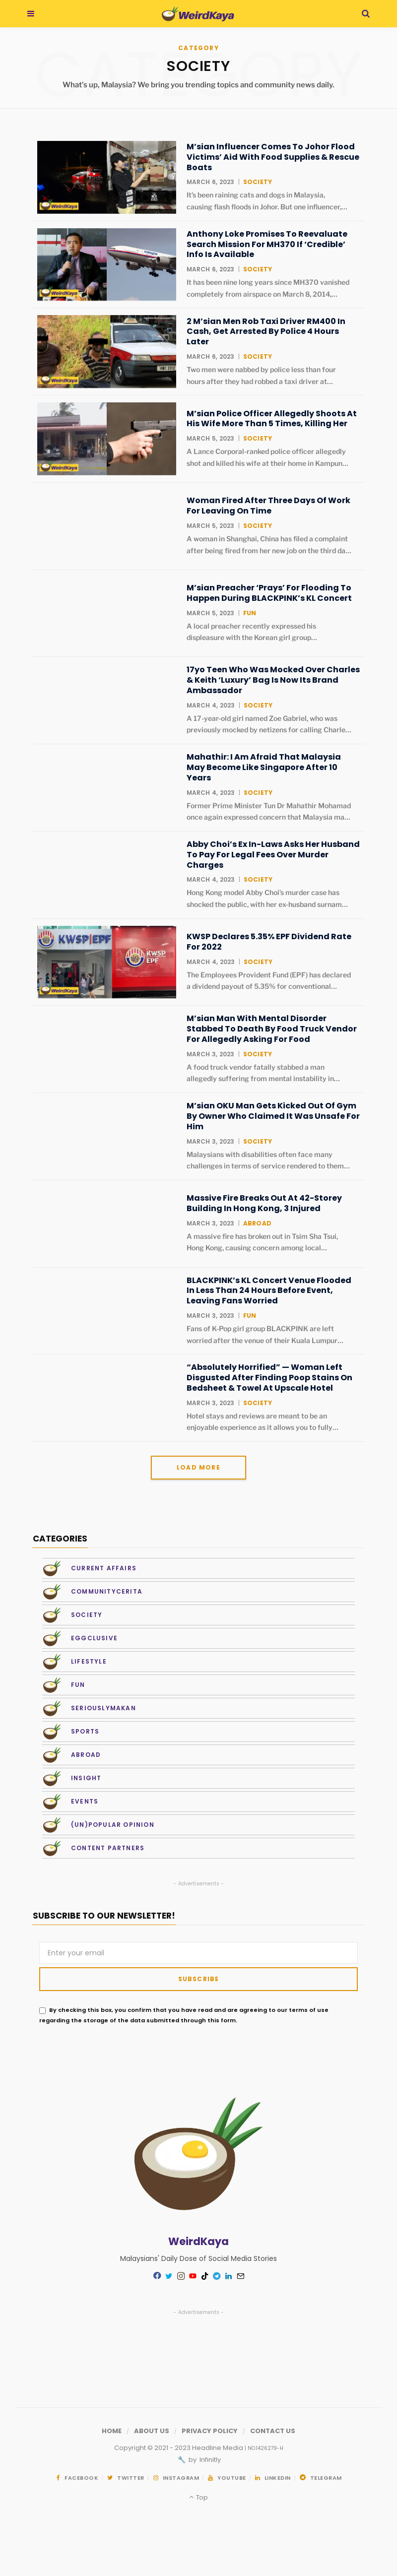 WeirdKaya
CATEGORY
SOCIETY
What's up, Malaysia? We bring you trending topics and community news daily.
M'sian Influencer Comes To Johor Flood
Victims' Aid With Food Supplies & Rescue
Boats
MARCH 6, 2023 | SOCIETY
It's been raining cats and dogs in Malaysia,
causing flash floods in Johor. But one influencer,...
Anthony Loke Promises To Reevaluate
Search Mission For MH370 If 'Credible'
Info Is Available
MARCH 6, 2023 | SOCIETY
It has been nine long years since MH370 vanished
completely from airspace on March 8, 2014,...
2 M'sian Men Rob Taxi Driver RM400 In
Cash, Get Arrested By Police 4 Hours
Later
MARCH 6, 2023 | SOCIETY
Two men were nabbed by police less than four
hours after they had robbed a taxi driver at...
M'sian Police Officer Allegedly Shoots At
His Wife More Than 5 Times, Killing Her
MARCH 5, 2023 | SOCIETY
A Lance Corporal-ranked police officer allegedly
shot and killed his wife at their home in Kampun...
Woman Fired After Three Days Of Work
For Leaving On Time
MARCH 5, 2023 | SOCIETY
A woman in Shanghai, China has filed a complaint
after being fired from her new job on the third da...
M'sian Preacher 'Prays' For Flooding To
Happen During BLACKPINK's KL Concert
MARCH 5, 2023 | FUN
A local preacher recently expressed his
displeasure with the Korean girl group...
17yo Teen Who Was Mocked Over Charles
& Keith 'Luxury' Bag Is Now Its Brand
Ambassador
MARCH 4, 2023 | SOCIETY
A 17-year-old girl named Zoe Gabriel, who was
previously mocked by netizens for calling Charle...
Mahathir: I Am Afraid That Malaysia
May Become Like Singapore After 10
Years
MARCH 4, 2023 | SOCIETY
Former Prime Minister Tun Dr Mahathir Mohamad
once again expressed concern that Malaysia ma...
Abby Choi's Ex In-Laws Asks Her Husband
To Pay For Legal Fees Over Murder
Charges
MARCH 4, 2023 | SOCIETY
Hong Kong model Abby Choi's murder case has
shocked the public, with her ex-husband surnam...
KWSP Declares 5.35% EPF Dividend Rate
For 2022
MARCH 4, 2023 | SOCIETY
The Employees Provident Fund (EPF) has declared
a dividend payout of 5.35% for conventional...
M'sian Man With Mental Disorder
Stabbed To Death By Food Truck Vendor
For Allegedly Asking For Food
MARCH 3, 2023 | SOCIETY
A food truck vendor fatally stabbed a man
allegedly suffering from mental instability in...
M'sian OKU Man Gets Kicked Out Of Gym
By Owner Who Claimed It Was Unsafe For
Him
MARCH 3, 2023 | SOCIETY
Malaysians with disabilities often face many
challenges in terms of service rendered to them...
Massive Fire Breaks Out At 42-Storey
Building In Hong Kong, 3 Injured
MARCH 3, 2023 | ABROAD
A massive fire has broken out in Tsim Sha Tsui,
Hong Kong, causing concern among local...
BLACKPINK's KL Concert Venue Flooded
In Less Than 24 Hours Before Event,
Leaving Fans Worried
MARCH 3, 2023 | FUN
Fans of K-Pop girl group BLACKPINK are left
worried after the venue of their Kuala Lumpur...
"Absolutely Horrified" — Woman Left
Disgusted After Finding Poop Stains On
Bedsheet & Towel At Upscale Hotel
MARCH 3, 2023 | SOCIETY
Hotel stays and reviews are meant to be an
enjoyable experience as it allows you to fully...
LOAD MORE
CATEGORIES
CURRENT AFFAIRS
COMMUNITYCERITA
SOCIETY
EGGCLUSIVE
LIFESTYLE
FUN
SERIOUSLYMAKAN
SPORTS
ABROAD
INSIGHT
EVENTS
(UN)POPULAR OPINION
CONTENT PARTNERS
- Advertisements -
SUBSCRIBE TO OUR NEWSLETTER!
Enter your email
SUBSCRIBE
By checking this box, you confirm that you have read and are agreeing to our terms of use
regarding the storage of the data submitted through this form.
WeirdKaya
Malaysians' Daily Dose of Social Media Stories
- Advertisements -
HOME / ABOUT US / PRIVACY POLICY / CONTACT US
Copyright © 2021 - 2023 Headline Media | NO.1426279-H
🔧 by Infinitly
FACEBOOK TWITTER INSTAGRAM YOUTUBE LINKEDIN TELEGRAM
Top